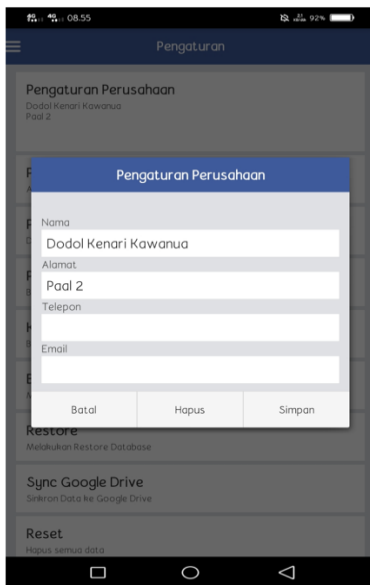 08.55
92%
Pengaturan
Pengaturan Perusahaan
Dodol Kenari Kawanua
Paal 2
Pengaturan Perusahaan
Nama
Dodol Kenari Kawanua
Alamat
Paal 2
Telepon
Email
Batal
Hapus
Simpan
Restore
Melakukan Restore Database
Sync Google Drive
Sinkron Data ke Google Drive
Reset
Hapus semua data